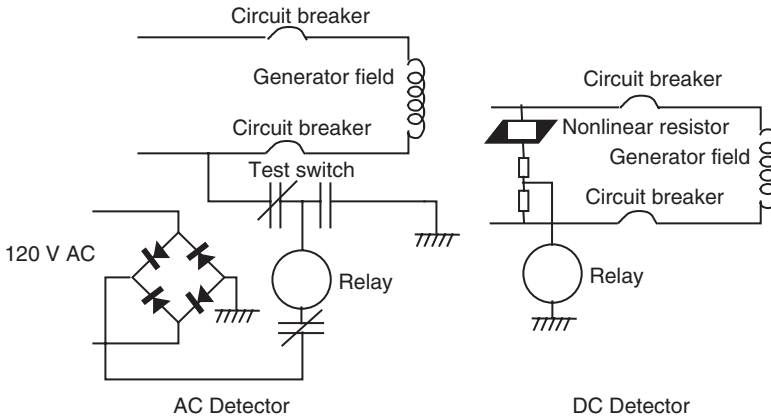 Circuit breaker
Generator field
Circuit breaker
Test switch
120 V AC
Relay
AC Detector
Circuit breaker
Nonlinear resistor
Generator field
Circuit breaker
Relay
DC Detector